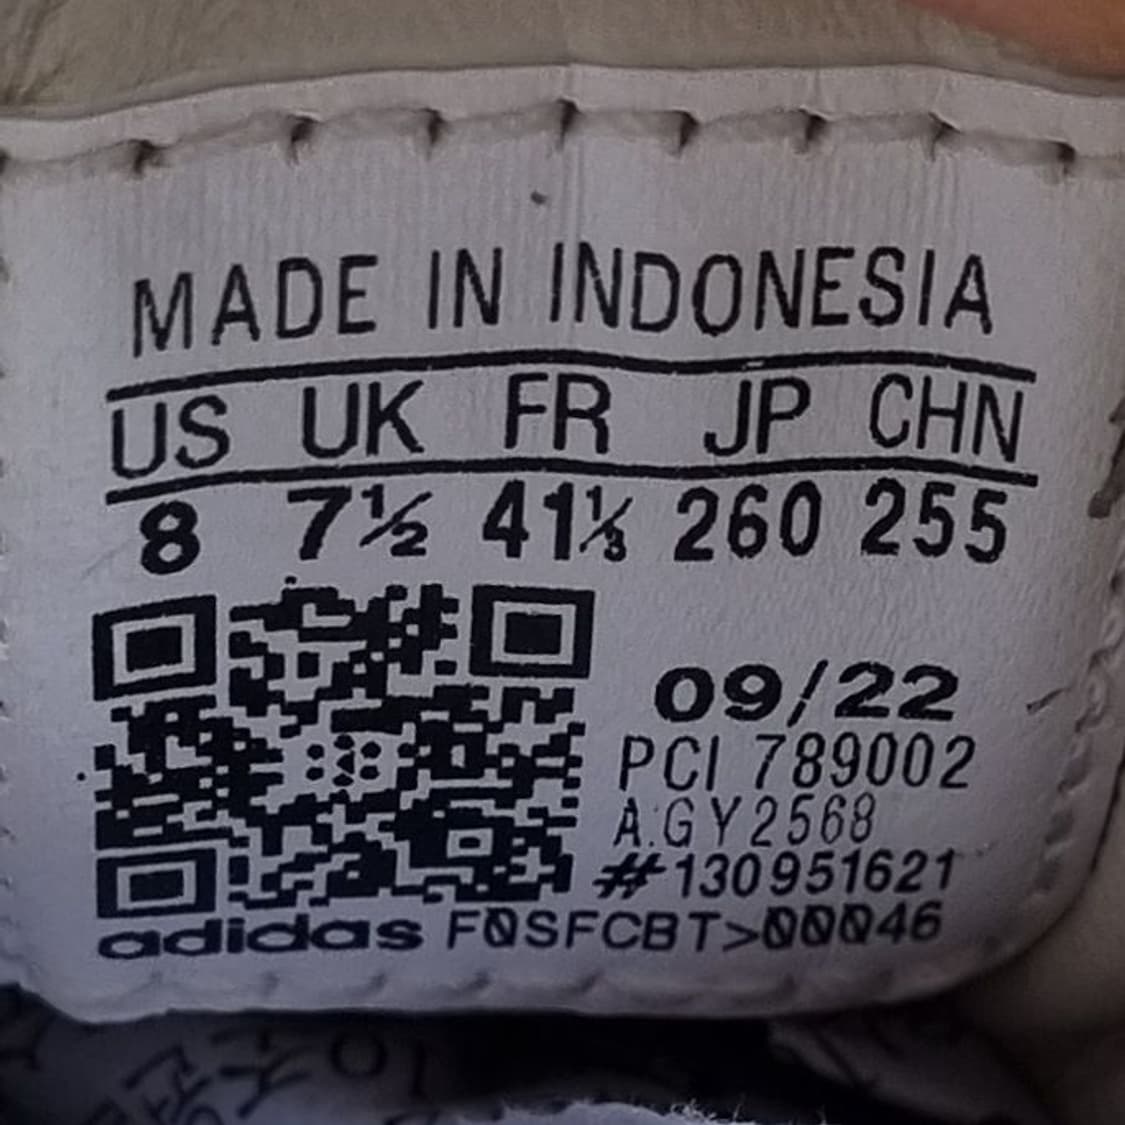 MADE IN INDONESIA
US UK FR JP CHN
8 7½ 41⅓ 260 255
09/22
PCI 789002
A.GY2568
#130951621
adidas F0SFCBT>00046